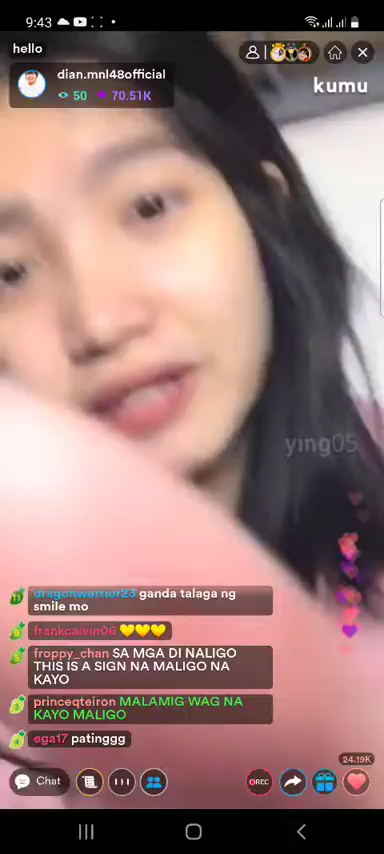 9:43
hello
dian.mnl48official
50 70.51K
kumu
ying05
dragonwarrior23 ganda talaga ng
smile mo
frankcalvin06 💛💛💛
froppy_chan SA MGA DI NALIGO
THIS IS A SIGN NA MALIGO NA
KAYO
princeqteiron MALAMIG WAG NA
KAYO MALIGO
ega17 patinggg
24.19K
Chat
REC